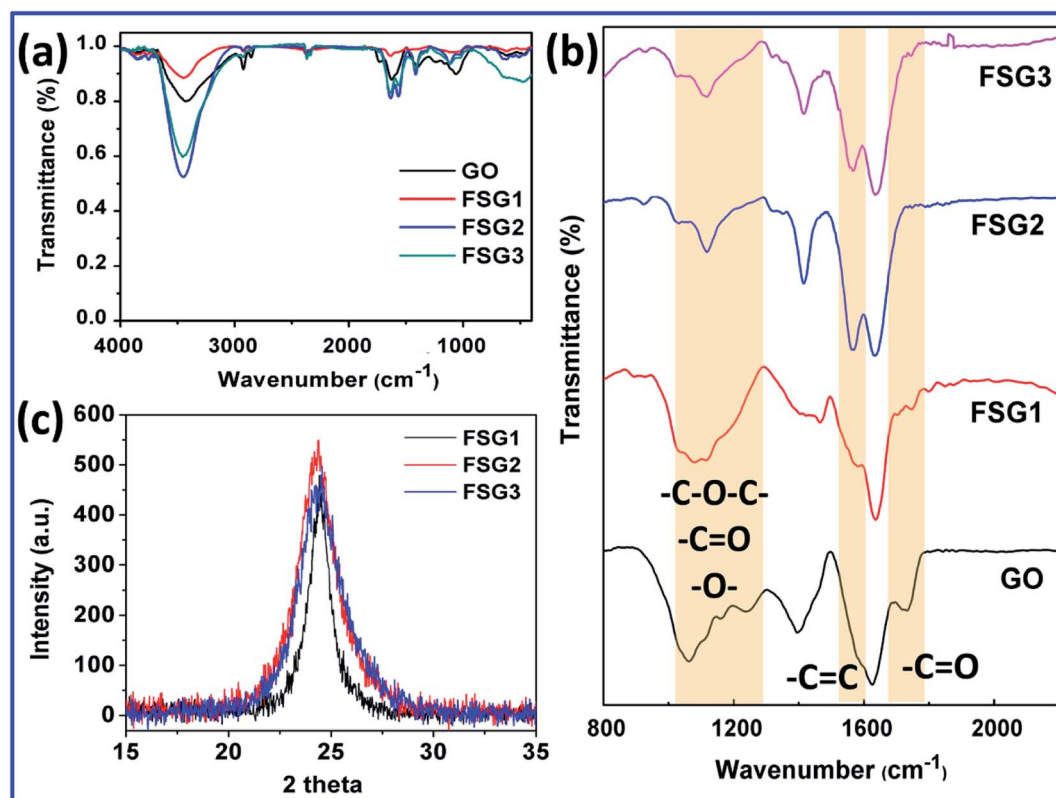 (a)
1.0
0.8
0.6
0.4
0.2
0.0
Transmittance (%)
GO
FSG1
FSG2
FSG3
4000 3000 2000 1000
Wavenumber (cm⁻¹)
(b)
Transmittance (%)
FSG3
FSG2
FSG1
-C-O-C-
-C=O
-O-
GO
-C=C
-C=O
800 1200 1600 2000
Wavenumber (cm⁻¹)
(c)
600
500
400
300
200
100
0
Intensity (a.u.)
FSG1
FSG2
FSG3
15 20 25 30 35
2 theta